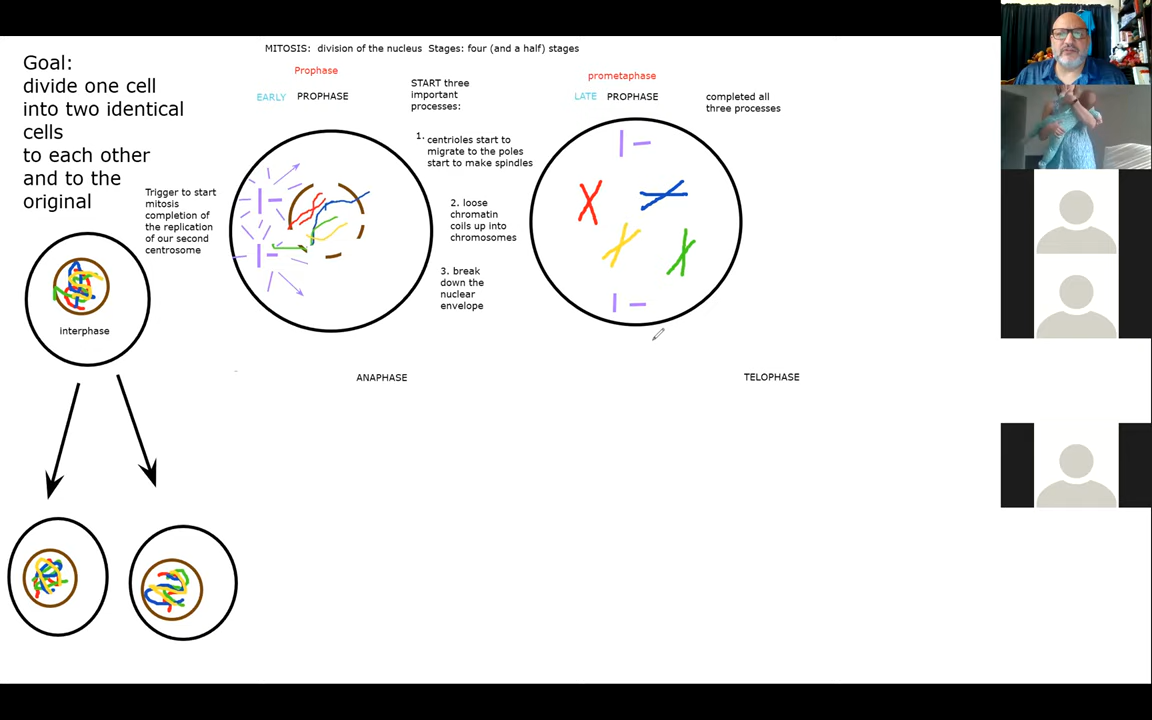 MITOSIS: division of the nucleus Stages: four (and a half) stages
Goal:
divide one cell
into two identical
cells
to each other
and to the
original
Prophase
EARLY PROPHASE
START three
important
processes:
prometaphase
LATE PROPHASE
completed all
three processes
1. centrioles start to
migrate to the poles
start to make spindles
Trigger to start
mitosis
completion of
the replication
of our second
centrosome
2. loose
chromatin
coils up into
chromosomes
3. break
down the
nuclear
envelope
interphase
ANAPHASE
TELOPHASE